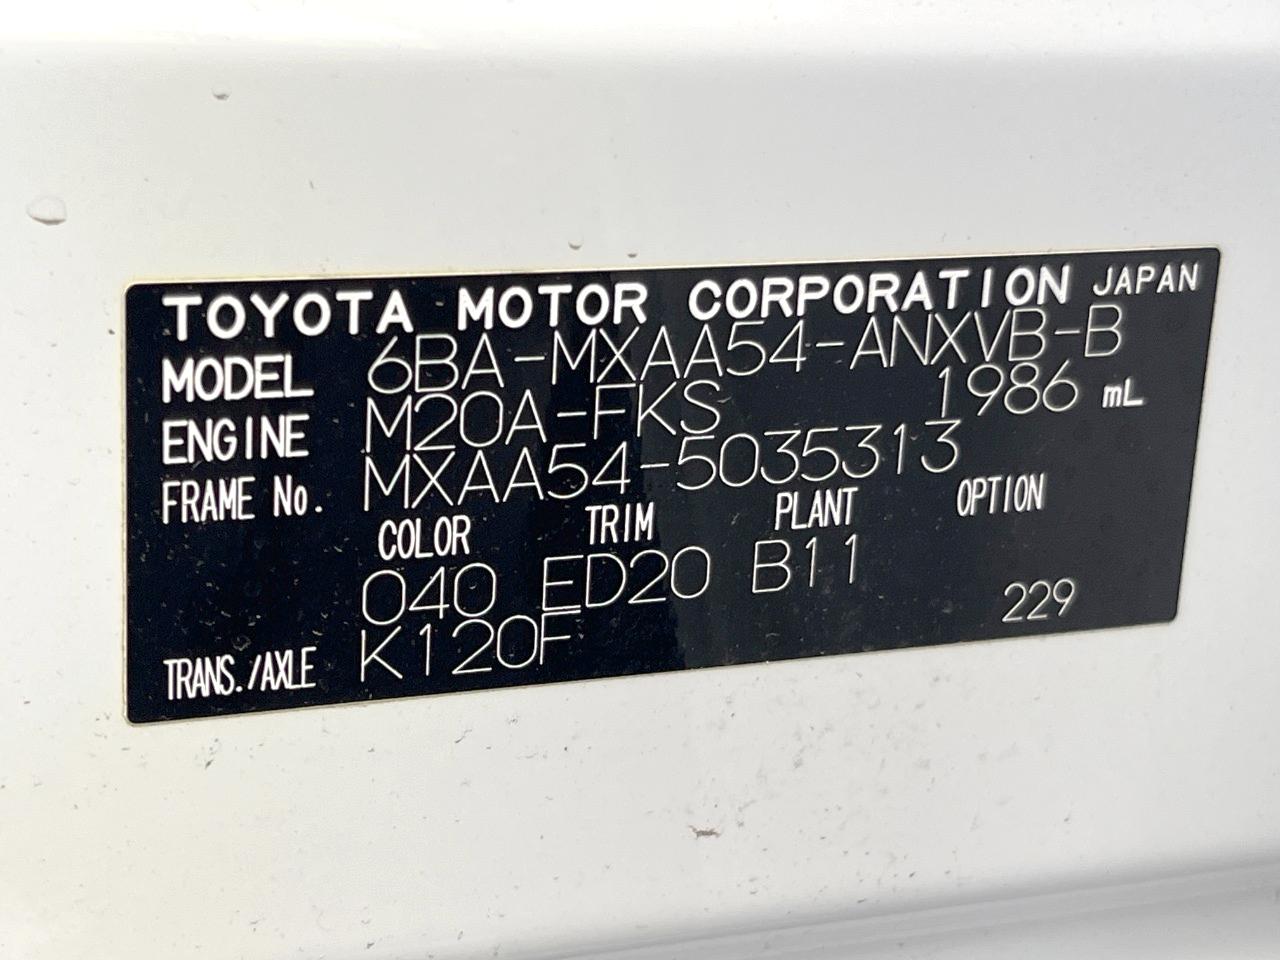 TOYOTA MOTOR CORPORATION JAPAN
MODEL 6BA-MXAA54-ANXVB-B
ENGINE M20A-FKS 1986 mL
FRAME No. MXAA54-5035313
COLOR TRIM PLANT OPTION
040 ED20 B11
229
TRANS./AXLE K120F